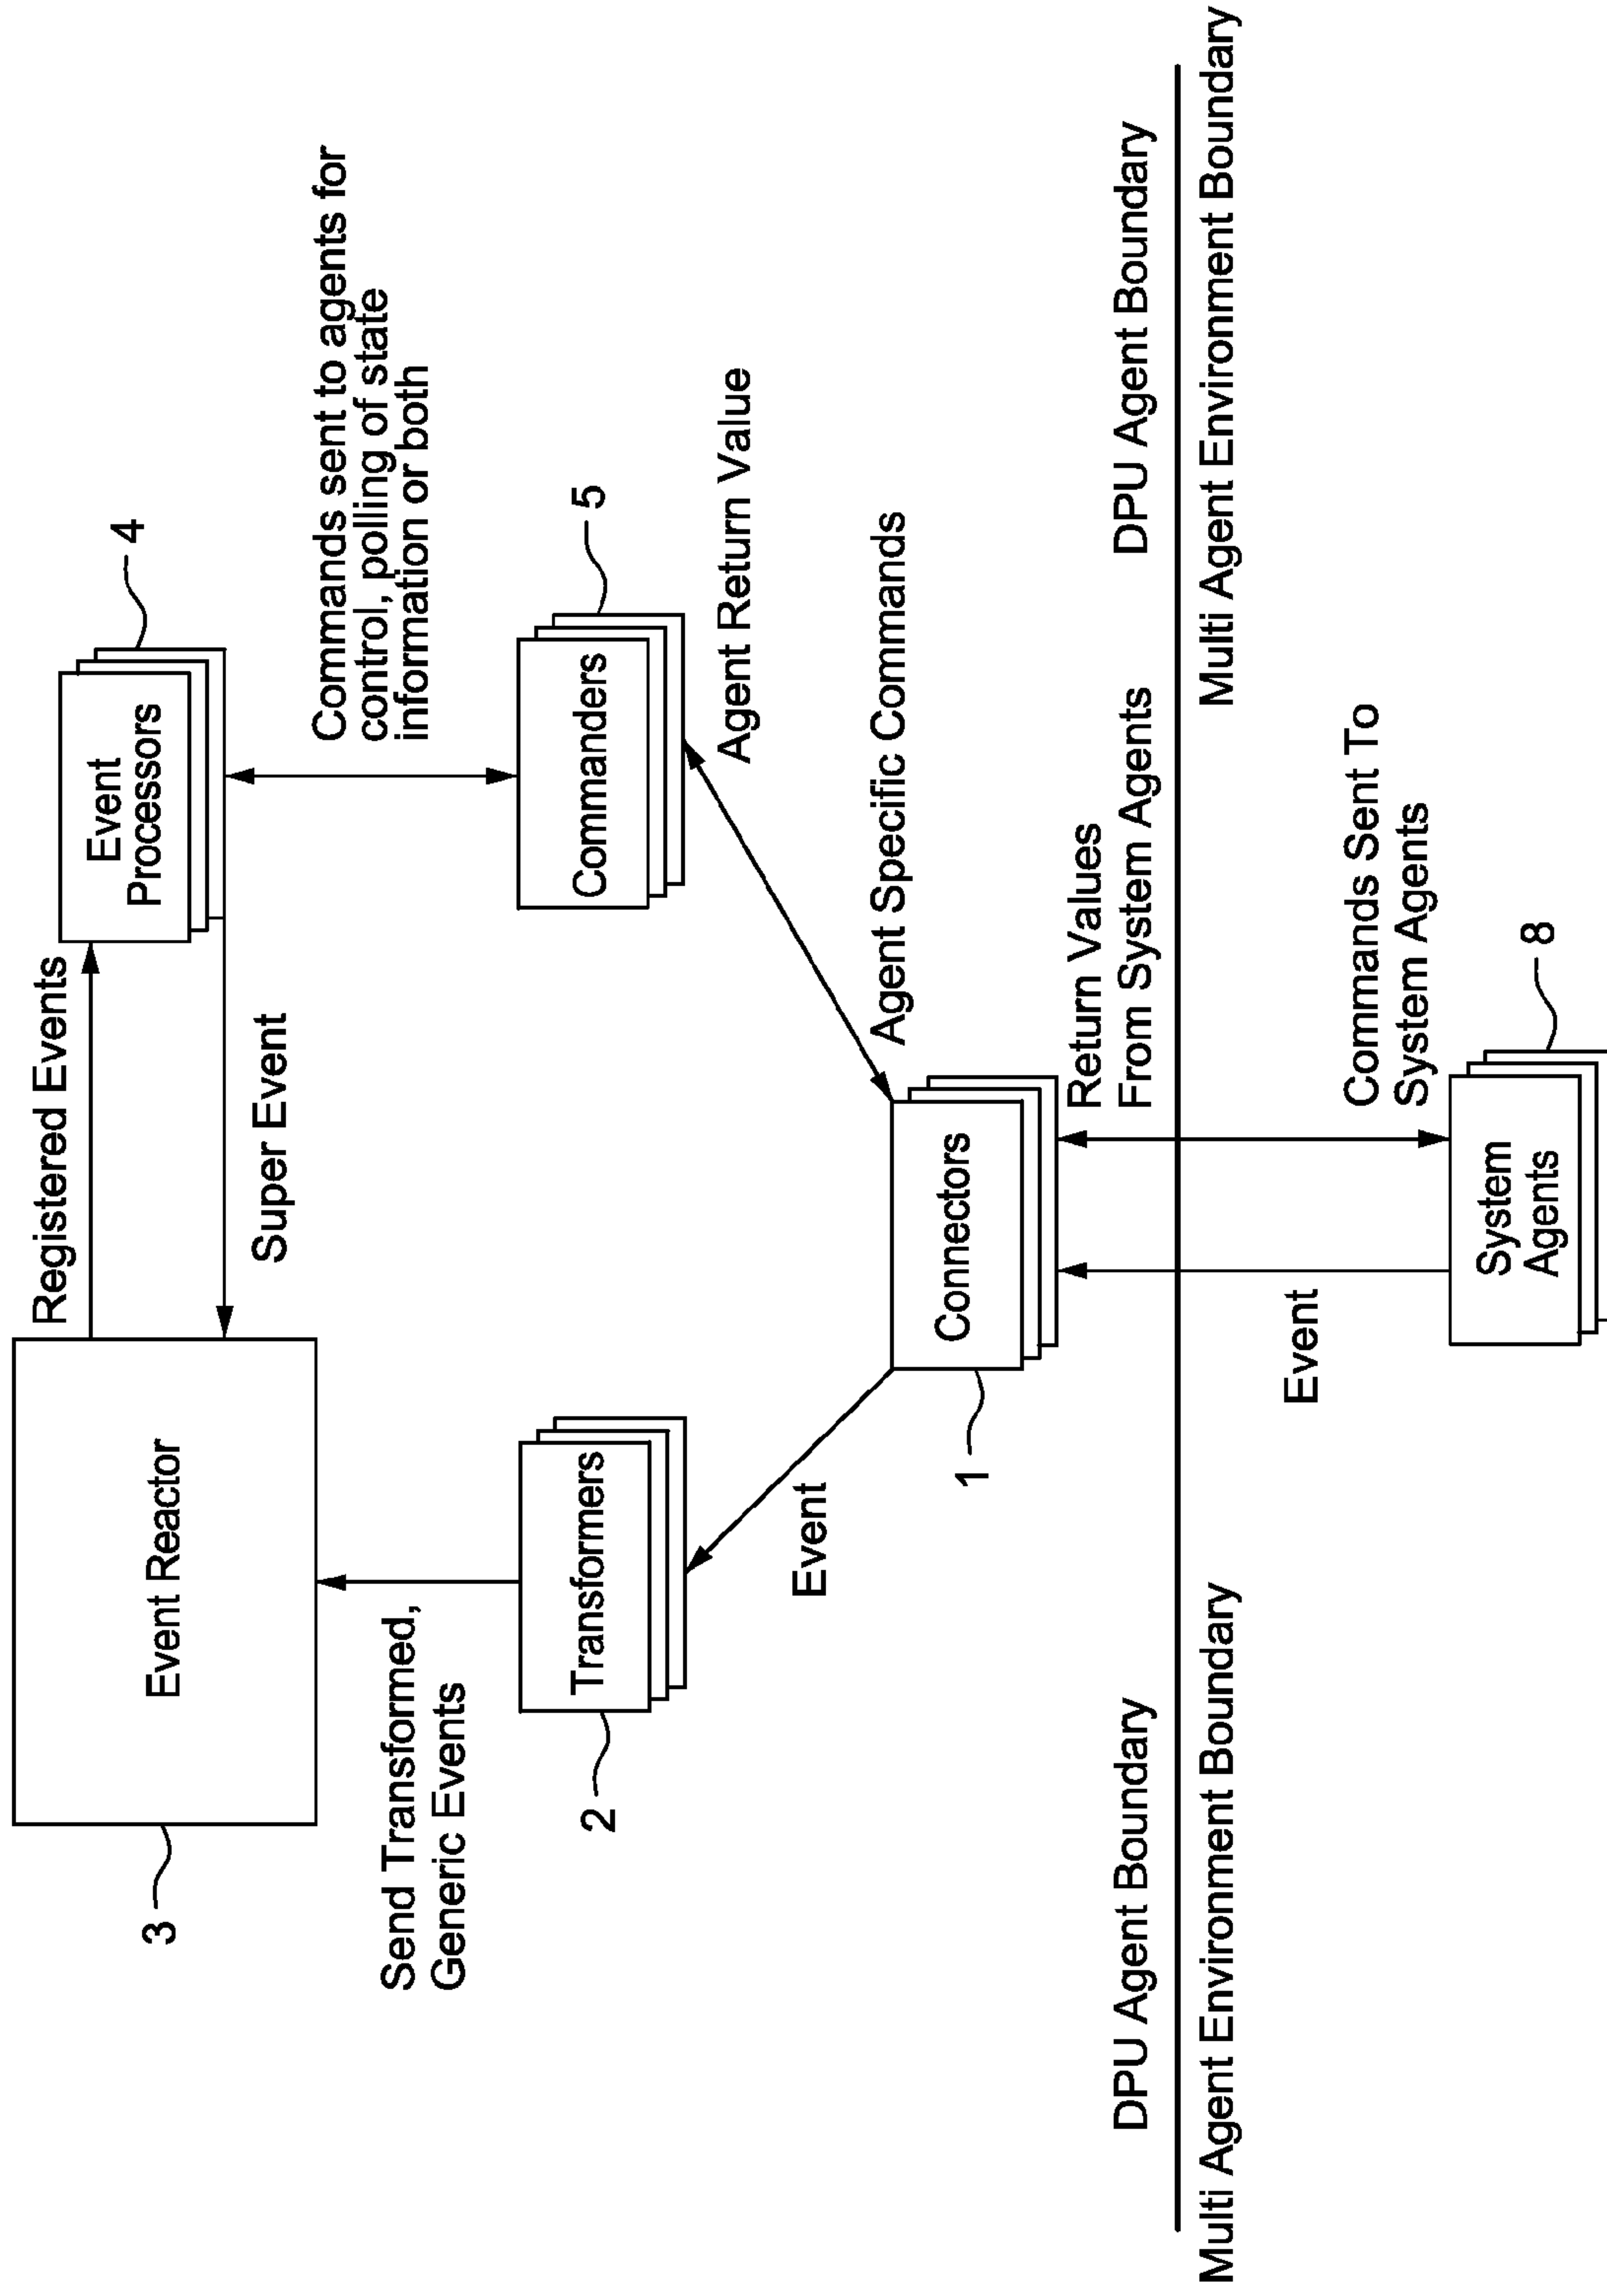 3
Event Reactor
Registered Events
Super Event
Event
Processors
4
Send Transformed,
Generic Events
Commands sent to agents for
control, polling of state
information or both
2
Transformers
Commanders
5
Event
Agent Return Value
1
Connectors
Agent Specific Commands
Return Values
From System Agents
DPU Agent Boundary
DPU Agent Boundary
Multi Agent Environment Boundary
Multi Agent Environment Boundary
Event
Commands Sent To
System Agents
System
Agents
8